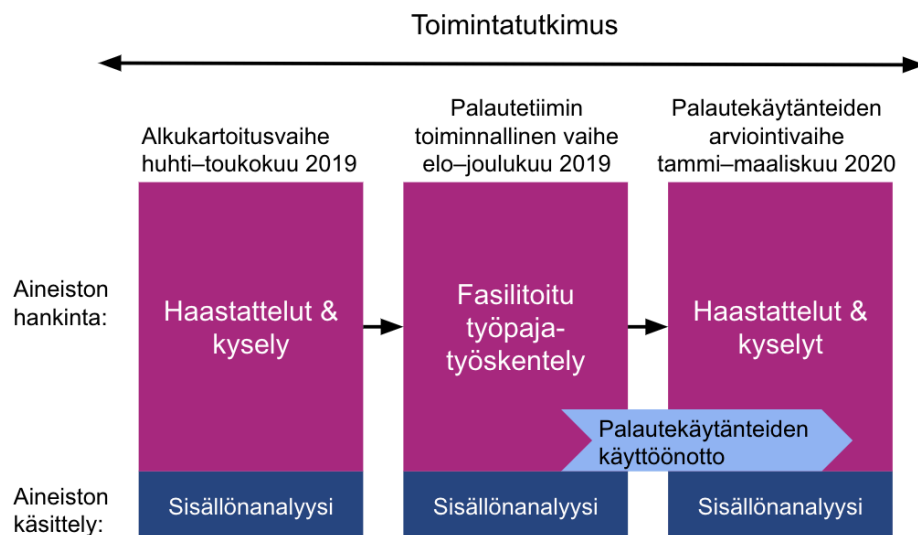 Toimintatutkimus
Alkukartoitusvaihe
huhti–toukokuu 2019
Palautetiimin
toiminnallinen vaihe
elo–joulukuu 2019
Palautekäytänteiden
arviointivaihe
tammi–maaliskuu 2020
Aineiston
hankinta:
Haastattelut &
kysely
Fasilitoitu
työpaja-
työskentely
Haastattelut &
kyselyt
Palautekäytänteiden
käyttöönotto
Aineiston
käsittely:
Sisällönanalyysi
Sisällönanalyysi
Sisällönanalyysi